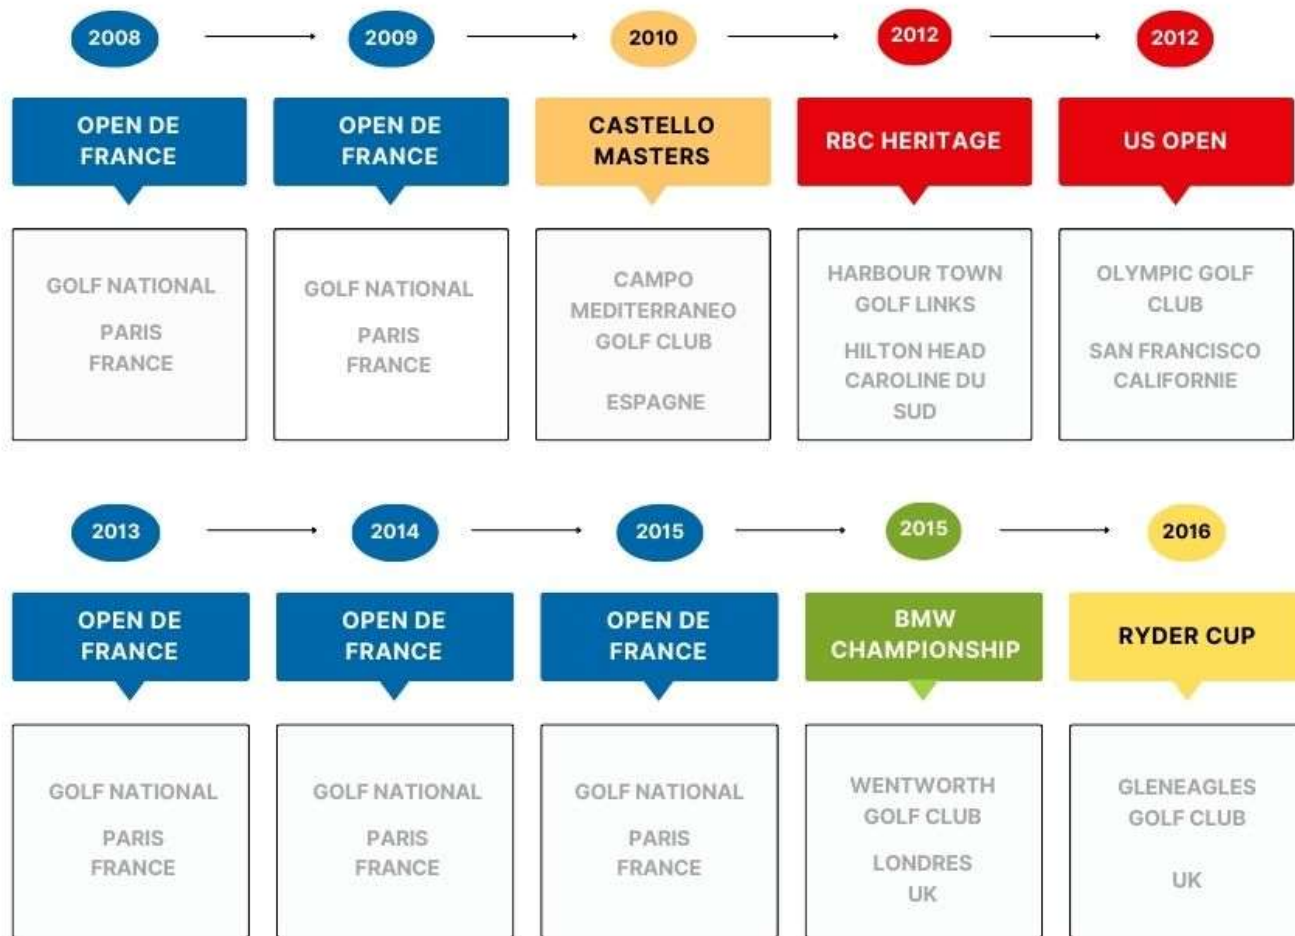 2008
2009
2010
2012
2012
OPEN DE
FRANCE
OPEN DE
FRANCE
CASTELLO
MASTERS
RBC HERITAGE
US OPEN
GOLF NATIONAL
PARIS
FRANCE
GOLF NATIONAL
PARIS
FRANCE
CAMPO
MEDITERRANEO
GOLF CLUB
ESPAGNE
HARBOUR TOWN
GOLF LINKS
HILTON HEAD
CAROLINE DU
SUD
OLYMPIC GOLF
CLUB
SAN FRANCISCO
CALIFORNIE
2013
2014
2015
2015
2016
OPEN DE
FRANCE
OPEN DE
FRANCE
OPEN DE
FRANCE
BMW
CHAMPIONSHIP
RYDER CUP
GOLF NATIONAL
PARIS
FRANCE
GOLF NATIONAL
PARIS
FRANCE
GOLF NATIONAL
PARIS
FRANCE
WENTWORTH
GOLF CLUB
LONDRES
UK
GLENEAGLES
GOLF CLUB
UK